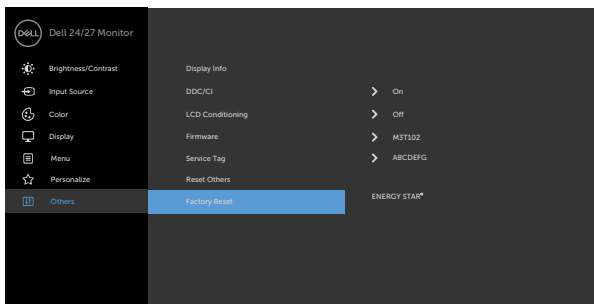 DELL Dell 24/27 Monitor
Brightness/Contrast Display Info
Input Source DDC/CI On
Color LCD Conditioning Off
Display Firmware M3T102
Menu Service Tag ABCDEFG
Personalize Reset Others
Others Factory Reset ENERGY STAR®